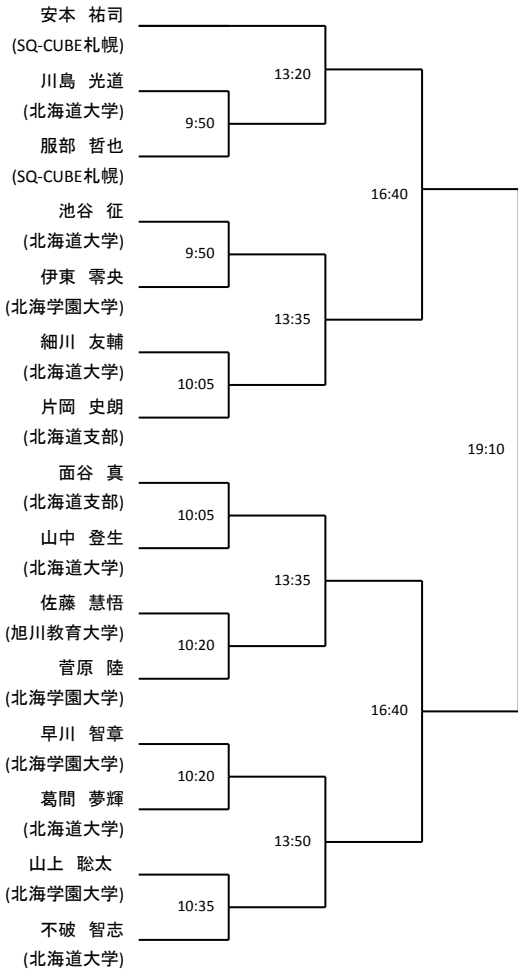 安本 祐司
(SQ-CUBE札幌)
13:20
川島 光道
(北海道大学)
9:50
服部 哲也
(SQ-CUBE札幌)
16:40
池谷 征
(北海道大学)
9:50
伊東 零央
(北海学園大学)
13:35
細川 友輔
(北海道大学)
10:05
片岡 史朗
(北海道支部)
19:10
面谷 真
(北海道支部)
10:05
山中 登生
(北海道大学)
13:35
佐藤 慧悟
(旭川教育大学)
10:20
菅原 陸
(北海学園大学)
16:40
早川 智章
(北海学園大学)
10:20
葛間 夢輝
(北海道大学)
13:50
山上 聡太
(北海学園大学)
10:35
不破 智志
(北海道大学)